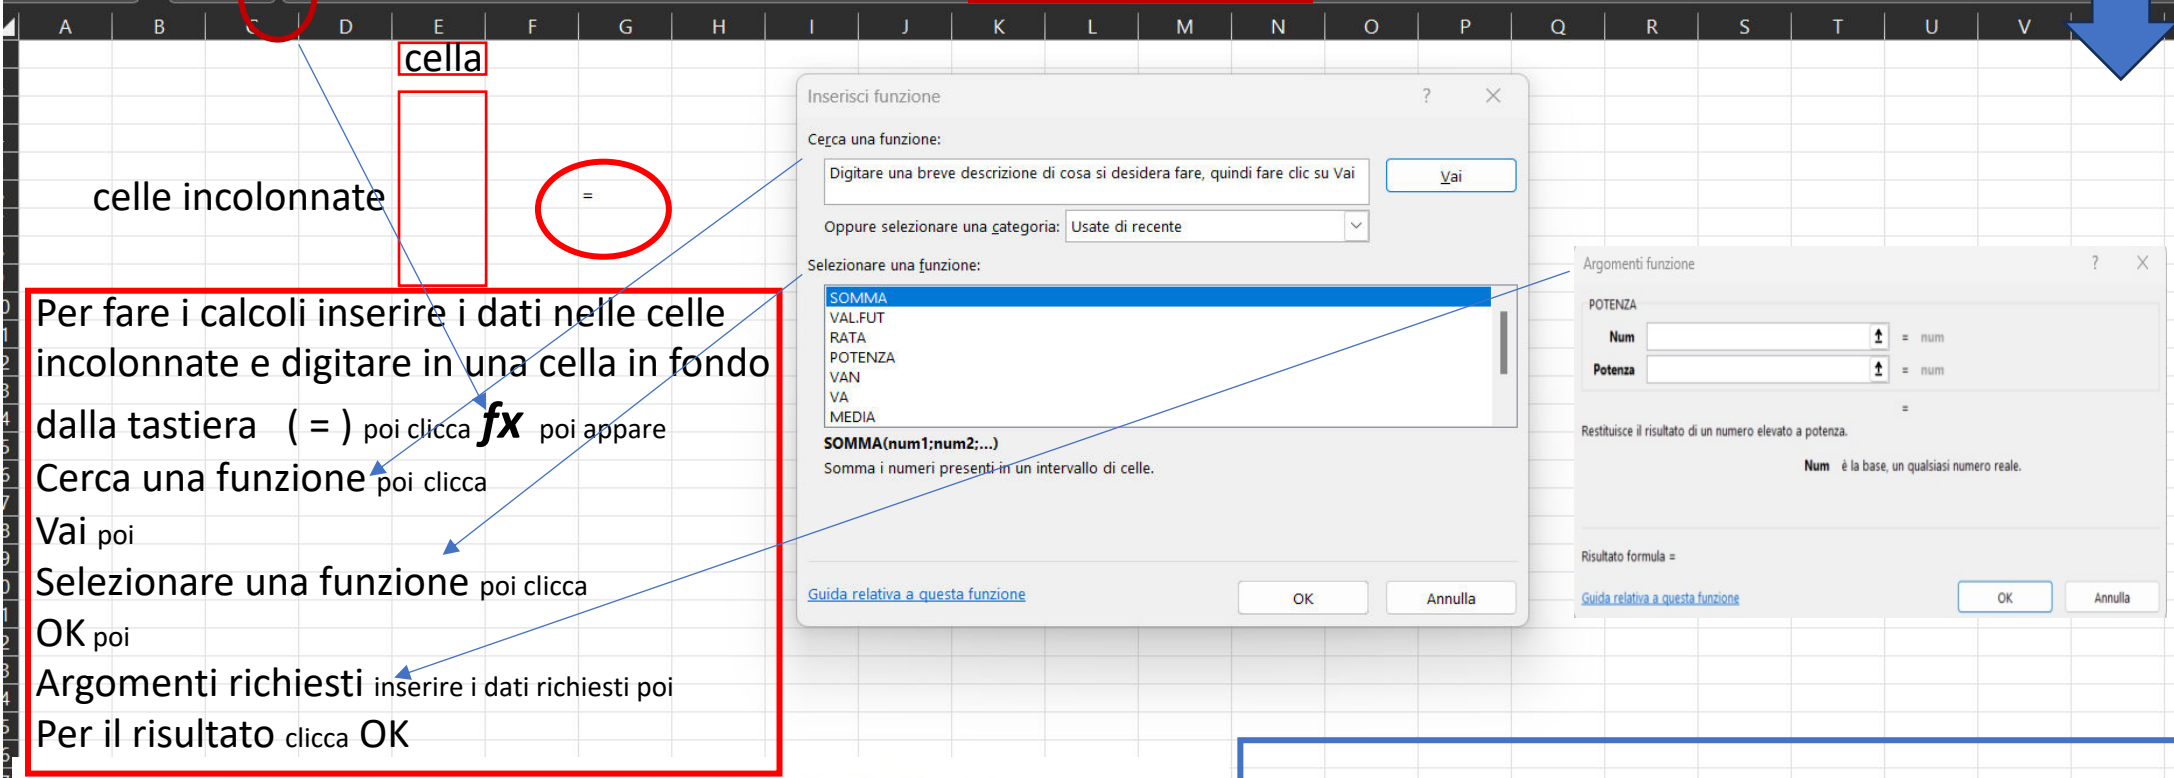 A B C D E F G H I J K L M N O P Q R S T U V
cella
celle incolonnate
=
Per fare i calcoli inserire i dati nelle celle
incolonnate e digitare in una cella in fondo
dalla tastiera ( = ) poi clicca fx poi appare
Cerca una funzione poi clicca
Vai poi
Selezionare una funzione poi clicca
OK poi
Argomenti richiesti inserire i dati richiesti poi
Per il risultato clicca OK
Inserisci funzione ? ×
Cerca una funzione:
Digitare una breve descrizione di cosa si desidera fare, quindi fare clic su Vai
Vai
Oppure selezionare una categoria: Usate di recente
Selezionare una funzione:
SOMMA
VAL.FUT
RATA
POTENZA
VAN
VA
MEDIA
SOMMA(num1;num2;...)
Somma i numeri presenti in un intervallo di celle.
Guida relativa a questa funzione
OK
Annulla
Argomenti funzione ? ×
POTENZA
Num = num
Potenza = num
=
Restituisce il risultato di un numero elevato a potenza.
Num è la base, un qualsiasi numero reale.
Risultato formula =
Guida relativa a questa funzione
OK
Annulla